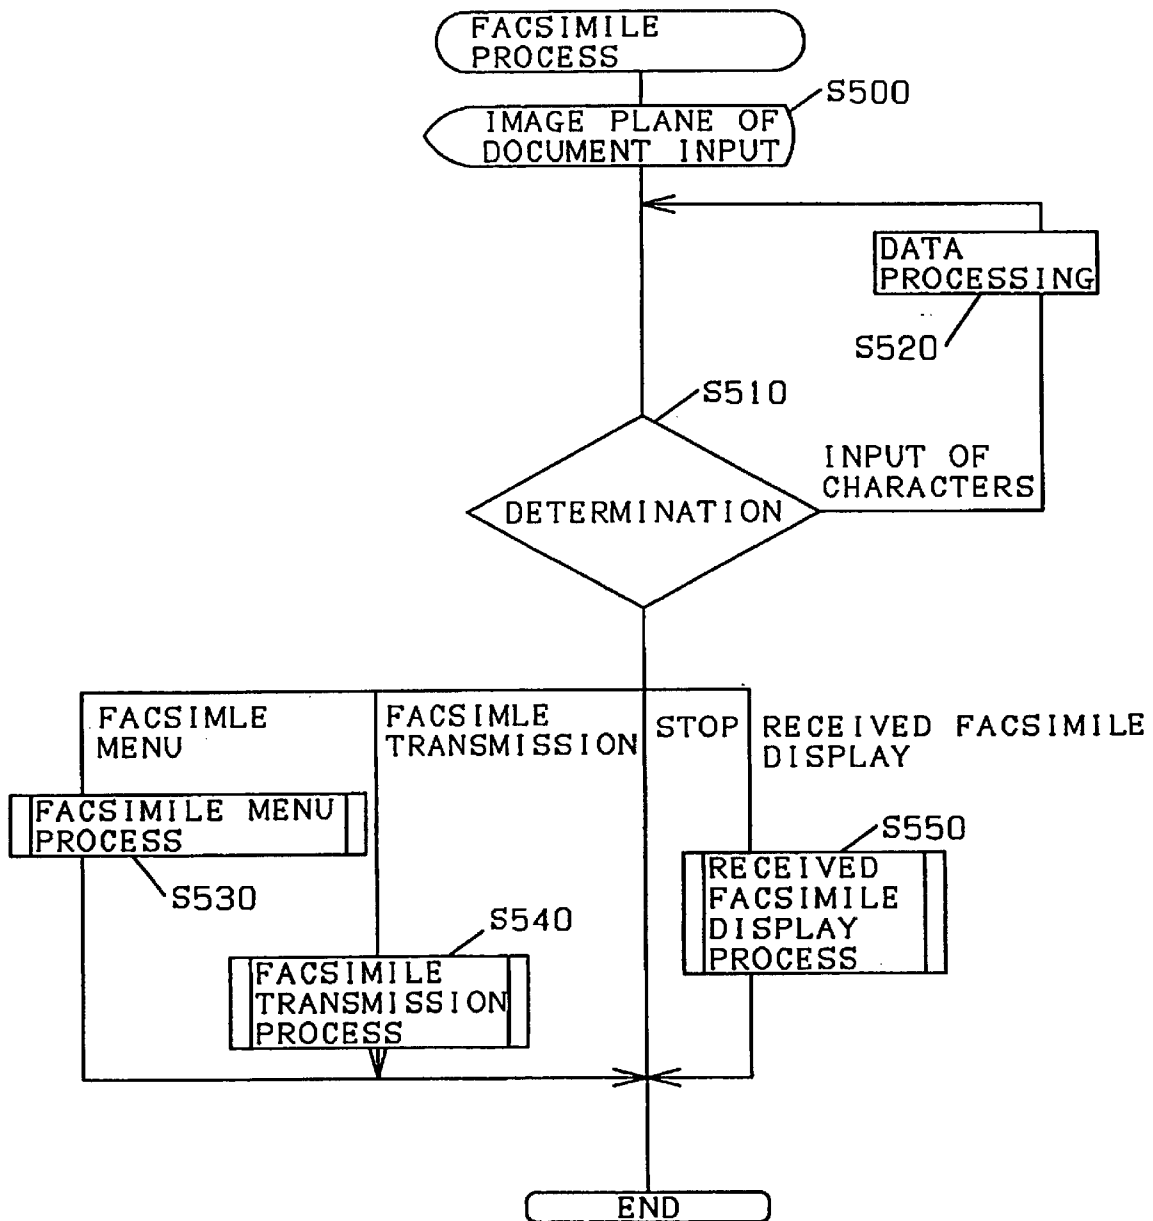 FACSIMILE
PROCESS
S500
IMAGE PLANE OF
DOCUMENT INPUT
DATA
PROCESSING
S520
S510
INPUT OF
CHARACTERS
DETERMINATION
FACSIMLE
MENU
FACSIMLE
TRANSMISSION
STOP
RECEIVED FACSIMILE
DISPLAY
FACSIMILE MENU
PROCESS
S530
S550
RECEIVED
FACSIMILE
DISPLAY
PROCESS
S540
FACSIMILE
TRANSMISSION
PROCESS
END